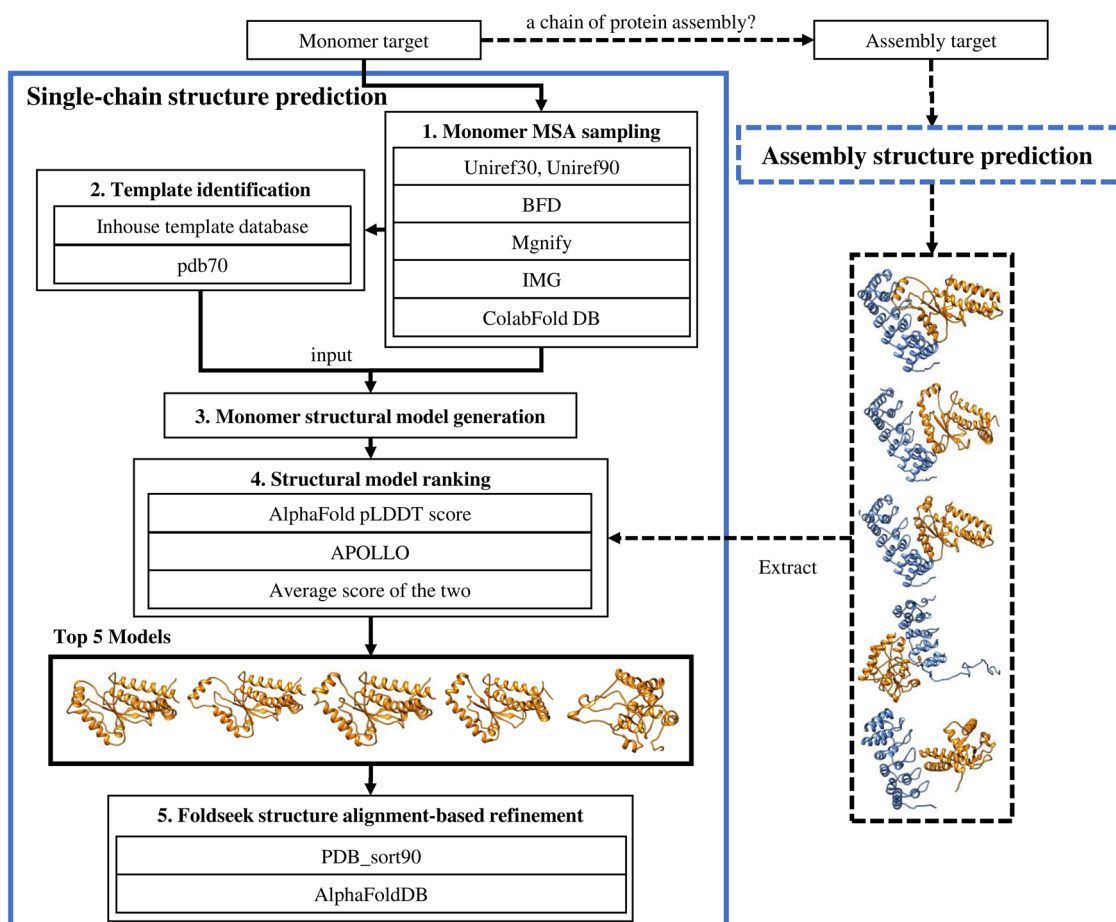 a chain of protein assembly?
Monomer target
Assembly target
Single-chain structure prediction
1. Monomer MSA sampling
Uniref30, Uniref90
BFD
Mgnify
IMG
ColabFold DB
2. Template identification
Inhouse template database
pdb70
input
3. Monomer structural model generation
4. Structural model ranking
AlphaFold pLDDT score
APOLLO
Average score of the two
Top 5 Models
5. Foldseek structure alignment-based refinement
PDB_sort90
AlphaFoldDB
Assembly structure prediction
Extract